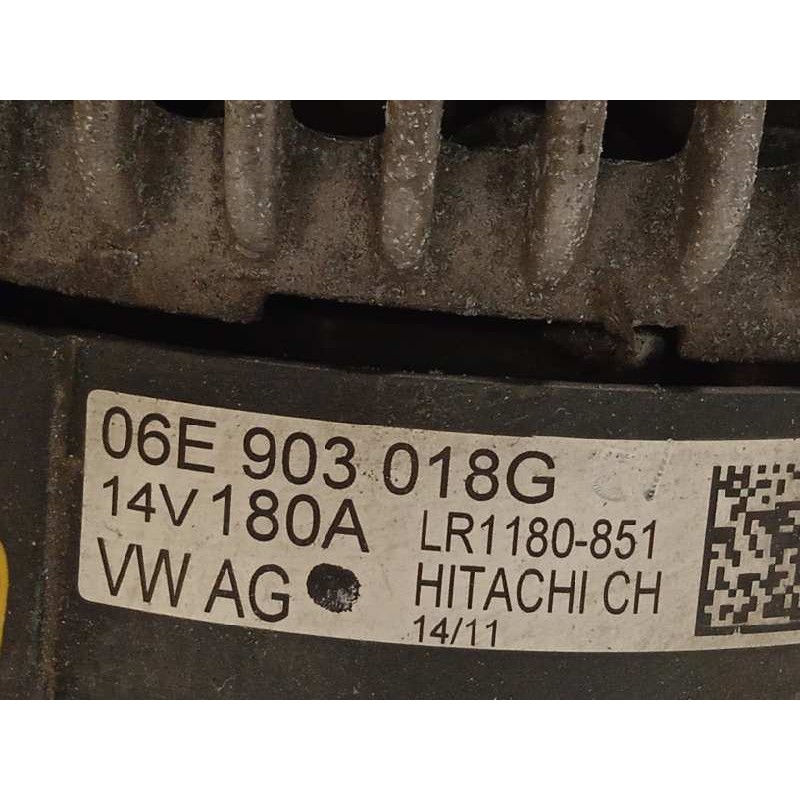 06E 903 018G
14V 180A LR1180-851
VW AG HITACHI CH
14/11